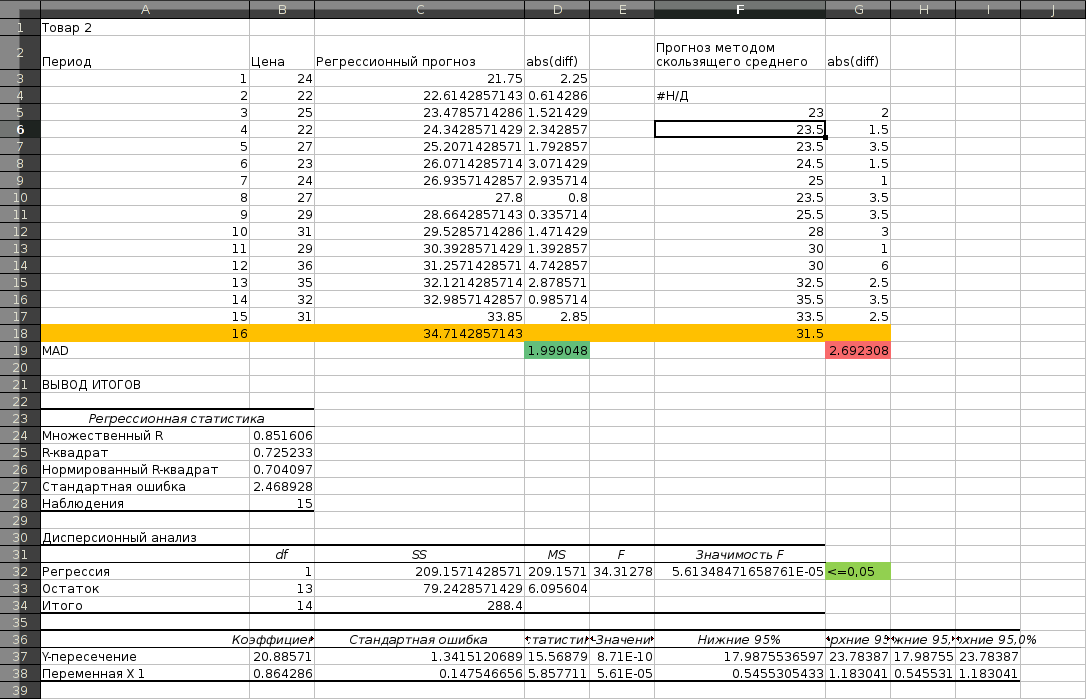 A B C D E F G H I J
1 Товар 2
2 Период Цена Регрессионный прогноз abs(diff) Прогноз методом скользящего среднего abs(diff)
3 1 24 21.75 2.25
4 2 22 22.6142857143 0.614286 #Н/Д
5 3 25 23.4785714286 1.521429 23 2
6 4 22 24.3428571429 2.342857 23.5 1.5
7 5 27 25.2071428571 1.792857 23.5 3.5
8 6 23 26.0714285714 3.071429 24.5 1.5
9 7 24 26.9357142857 2.935714 25 1
10 8 27 27.8 0.8 23.5 3.5
11 9 29 28.6642857143 0.335714 25.5 3.5
12 10 31 29.5285714286 1.471429 28 3
13 11 29 30.3928571429 1.392857 30 1
14 12 36 31.2571428571 4.742857 30 6
15 13 35 32.1214285714 2.878571 32.5 2.5
16 14 32 32.9857142857 0.985714 35.5 3.5
17 15 31 33.85 2.85 33.5 2.5
18 16 34.7142857143 31.5
19 MAD 1.999048 2.692308
20
21 ВЫВОД ИТОГОВ
22
23 Регрессионная статистика
24 Множественный R 0.851606
25 R-квадрат 0.725233
26 Нормированный R-квадрат 0.704097
27 Стандартная ошибка 2.468928
28 Наблюдения 15
29
30 Дисперсионный анализ
31 df SS MS F Значимость F
32 Регрессия 1 209.1571428571 209.1571 34.31278 5.61348471658761E-05 <=0,05
33 Остаток 13 79.2428571429 6.095604
34 Итого 14 288.4
35
36 Коэффициен Стандартная ошибка татисти -Значени Нижние 95% рхние 95 жние 95, охние 95,0%
37 Y-пересечение 20.88571 1.3415120689 15.56879 8.71E-10 17.9875536597 23.78387 17.98755 23.78387
38 Переменная X 1 0.864286 0.147546656 5.857711 5.61E-05 0.5455305433 1.183041 0.545531 1.183041
39